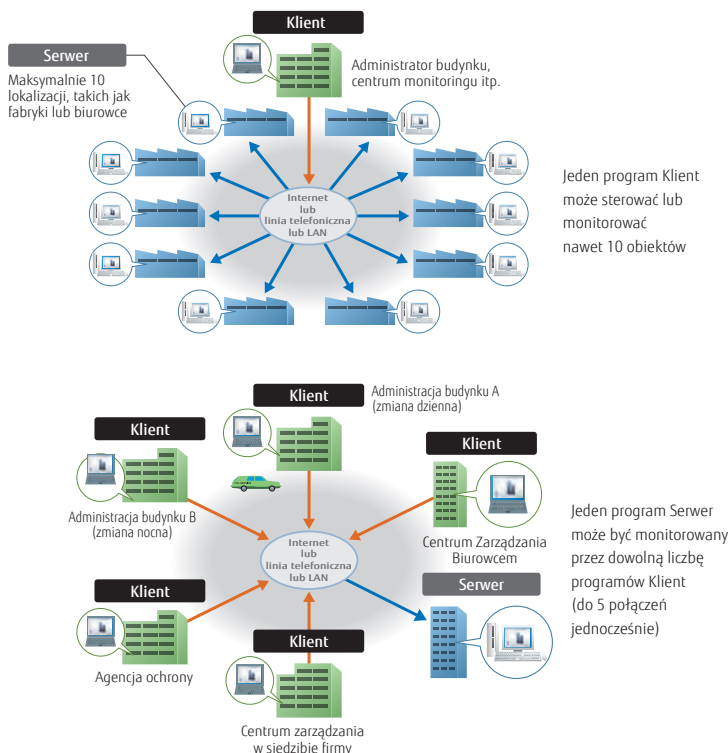 Klient
Serwer
Maksymalnie 10
lokalizacji, takich jak
fabryki lub biurowce
Administrator budynku,
centrum monitoringu itp.
Internet
lub
linia telefoniczna
lub LAN
Jeden program Klient
może sterować lub
monitorować
nawet 10 obiektów
Klient
Administracja budynku A
(zmiana dzienna)
Klient
Administracja budynku B
(zmiana nocna)
Klient
Centrum Zarządzania
Biurowcem
Internet
lub
linia telefoniczna
lub LAN
Jeden program Serwer
może być monitorowany
przez dowolną liczbę
programów Klient
(do 5 połączeń
jednocześnie)
Klient
Agencja ochrony
Serwer
Klient
Centrum zarządzania
w siedzibie firmy